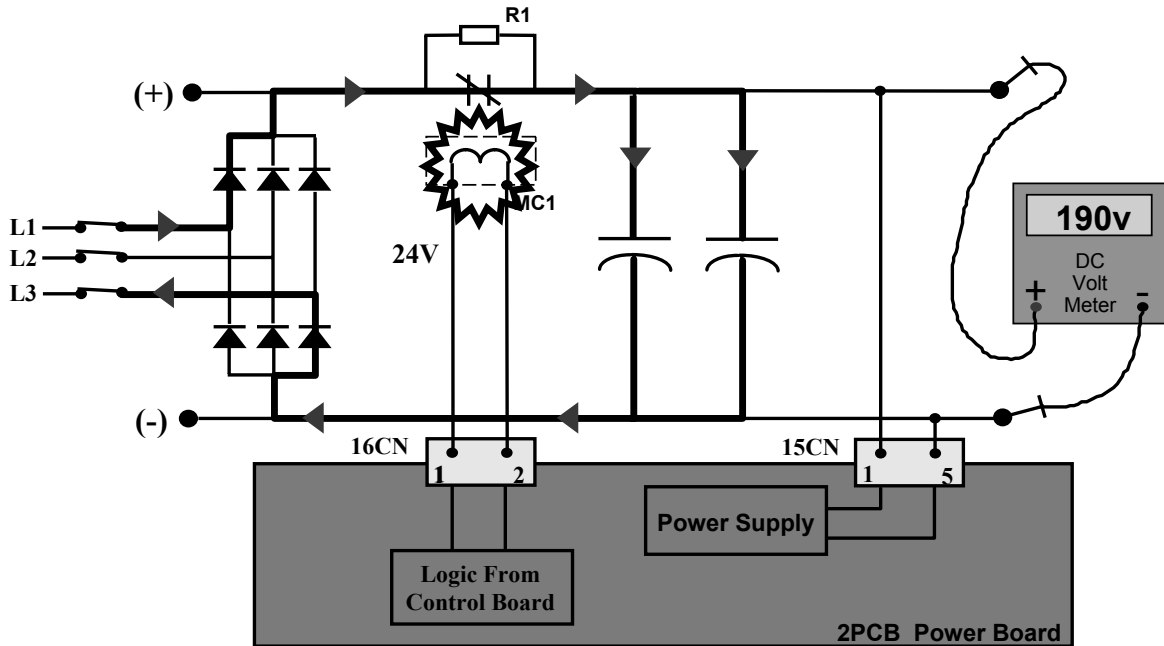 R1
(+)
MC1
L1
L2
L3
24V
190v
DC
Volt
Meter
+
-
(-)
16CN
1 2
15CN
1 5
Power Supply
Logic From
Control Board
2PCB Power Board